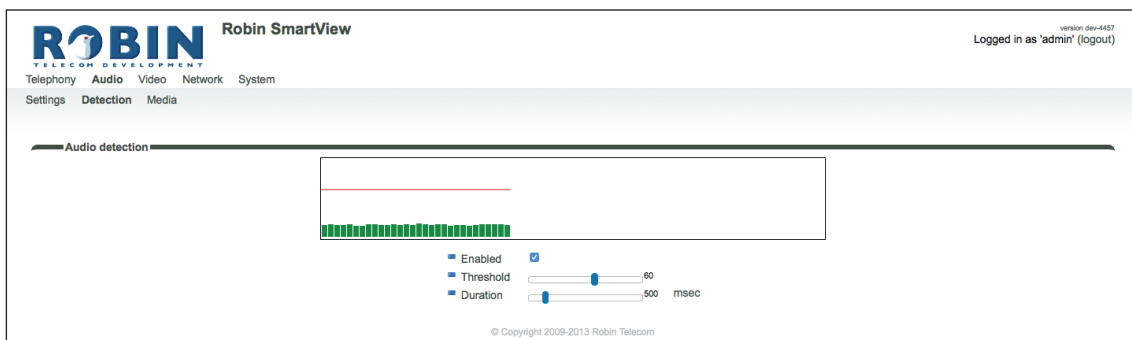 ROBIN
TELECOM DEVELOPMENT
Robin SmartView
version dev-4457
Logged in as 'admin' (logout)
Telephony Audio Video Network System
Settings Detection Media
Audio detection
Enabled
Threshold 60
Duration 500 msec
© Copyright 2009-2013 Robin Telecom